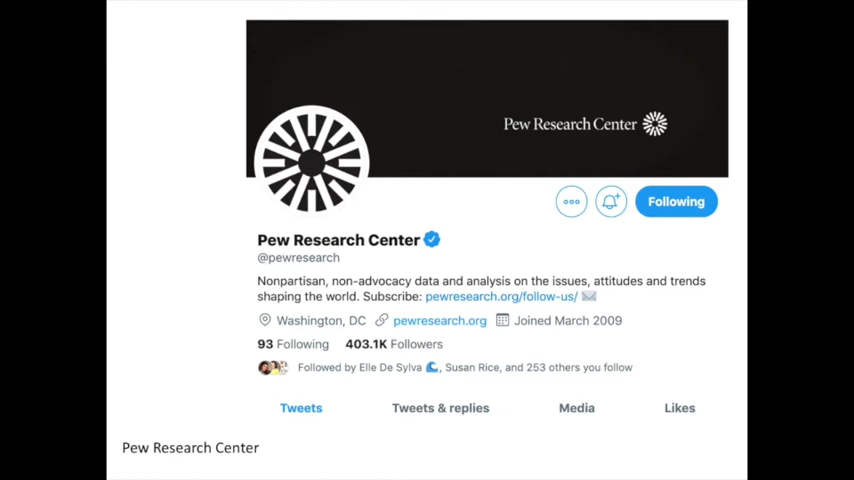 Pew Research Center
Following
Pew Research Center
@pewresearch
Nonpartisan, non-advocacy data and analysis on the issues, attitudes and trends
shaping the world. Subscribe: pewresearch.org/follow-us/
Washington, DC pewresearch.org Joined March 2009
93 Following 403.1K Followers
Followed by Elle De Sylva 🌊, Susan Rice, and 253 others you follow
Tweets Tweets & replies Media Likes
Pew Research Center